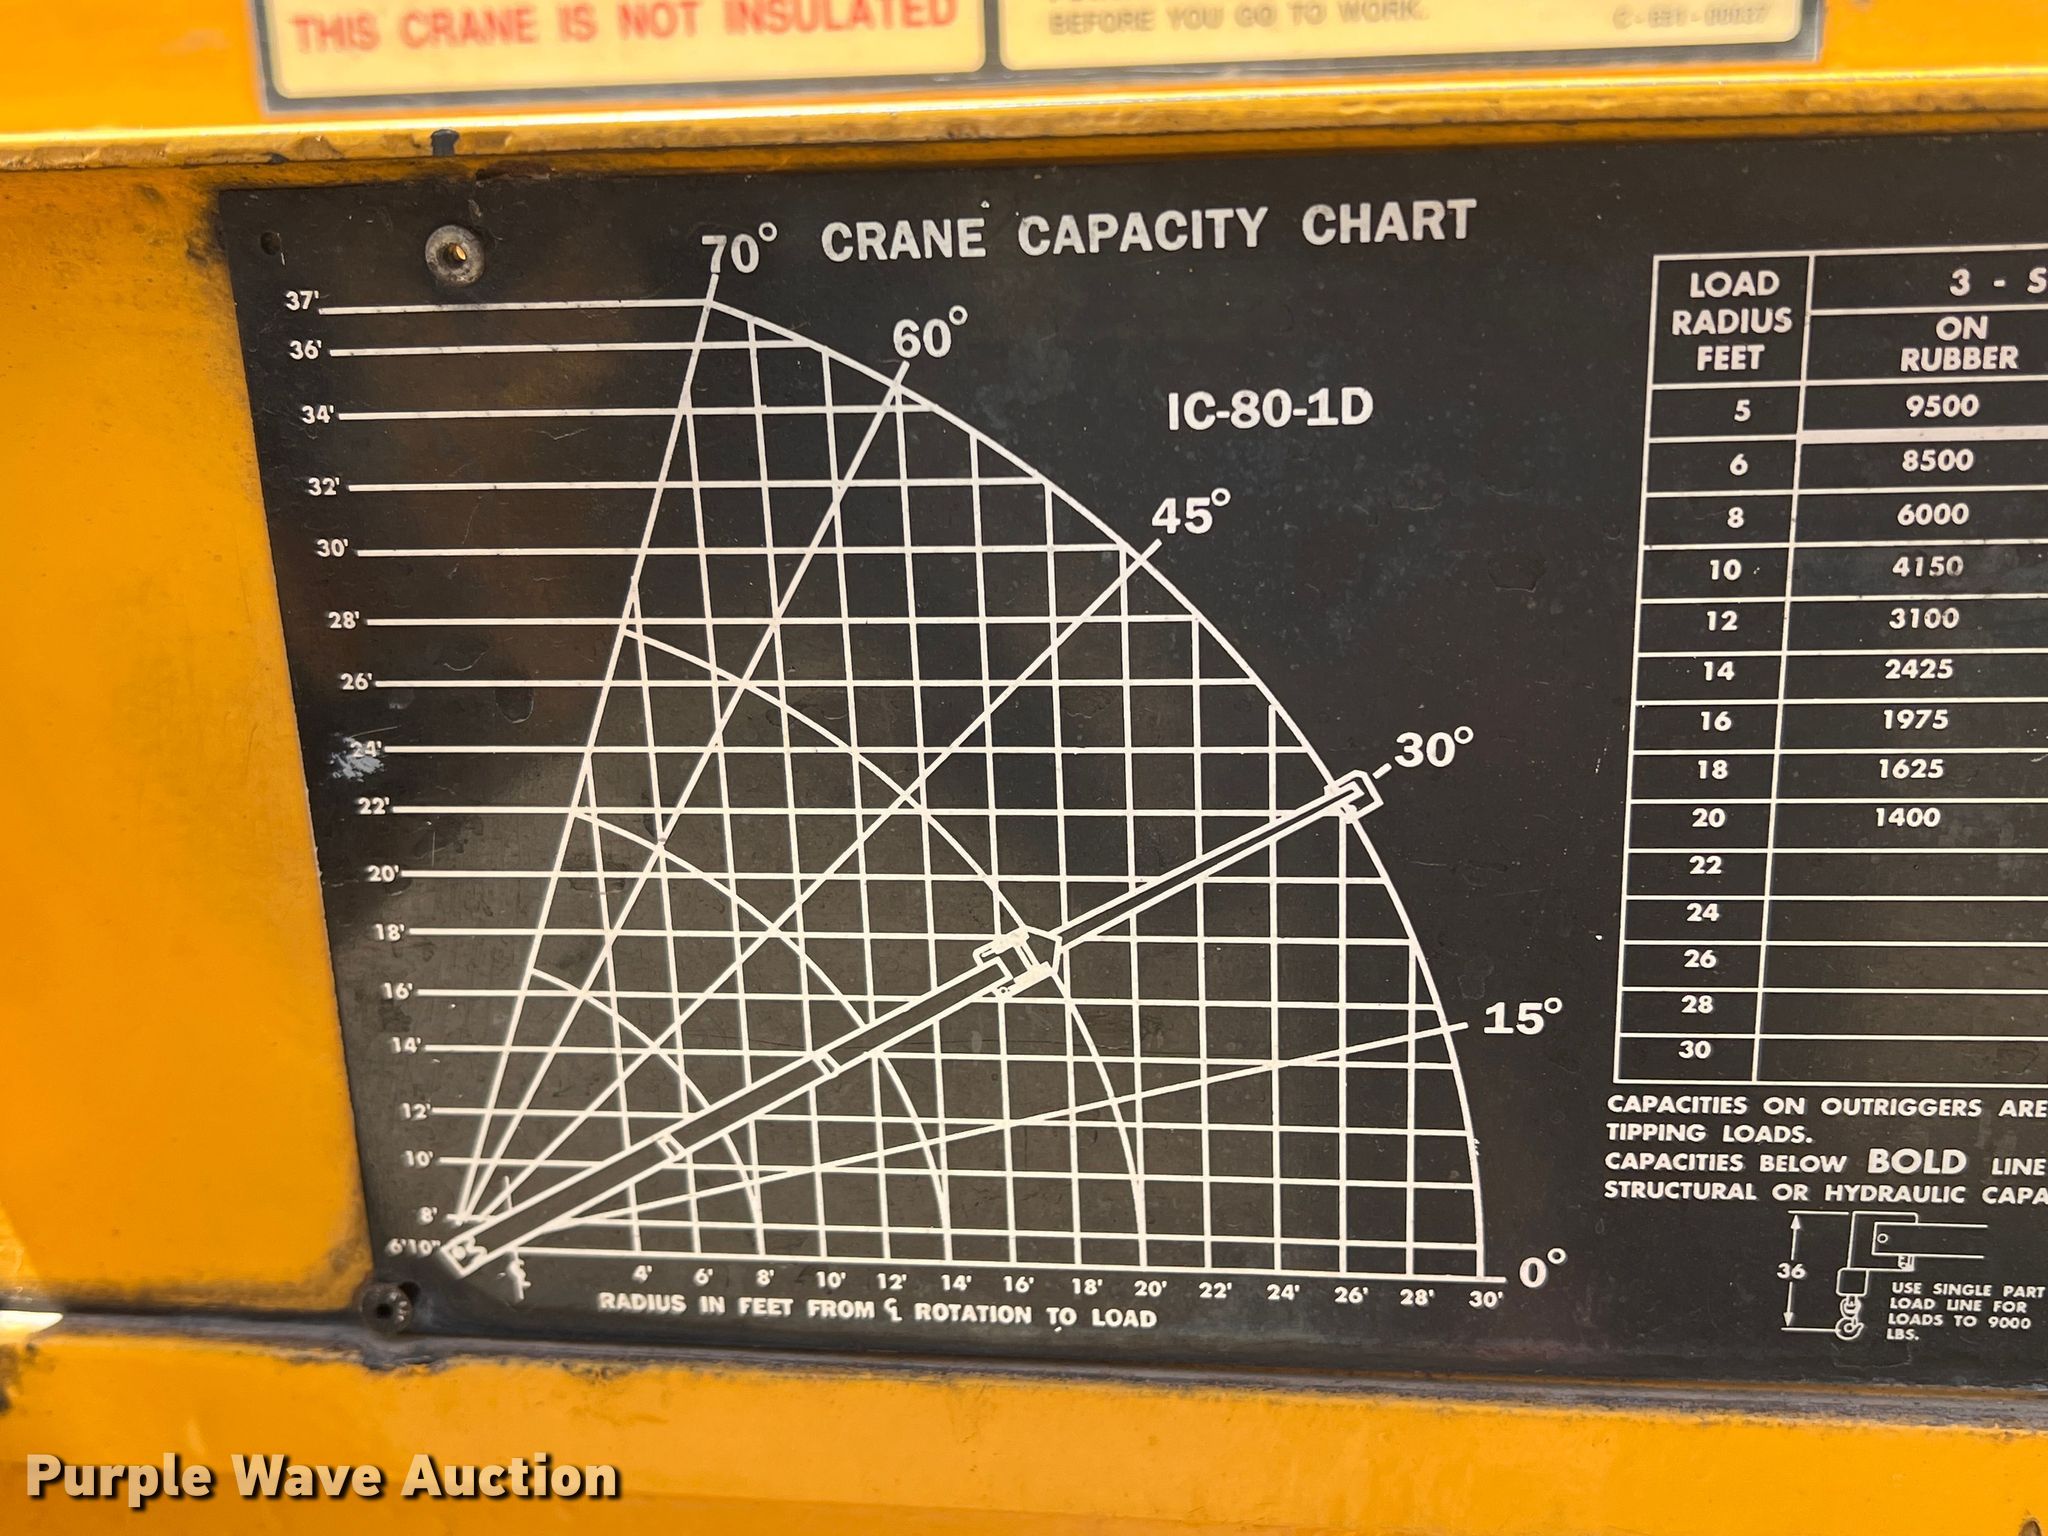 THIS CRANE IS NOT INSULATED
BEFORE YOU GO TO WORK.
70° CRANE CAPACITY CHART
60°
IC-80-1D
45°
30°
15°
0°
37'
36'
34'
32'
30'
28'
26'
24'
22'
20'
18'
16'
14'
12'
10'
8'
6'10"
4' 6' 8' 10' 12' 14' 16' 18' 20' 22' 24' 26' 28' 30'
RADIUS IN FEET FROM ℄ ROTATION TO LOAD
LOAD RADIUS FEET
3 - S
ON RUBBER
5 9500
6 8500
8 6000
10 4150
12 3100
14 2425
16 1975
18 1625
20 1400
22
24
26
28
30
CAPACITIES ON OUTRIGGERS ARE
TIPPING LOADS.
CAPACITIES BELOW BOLD LINE
STRUCTURAL OR HYDRAULIC CAPA
36
USE SINGLE PART
LOAD LINE FOR
LOADS TO 9000
LBS.
Purple Wave Auction